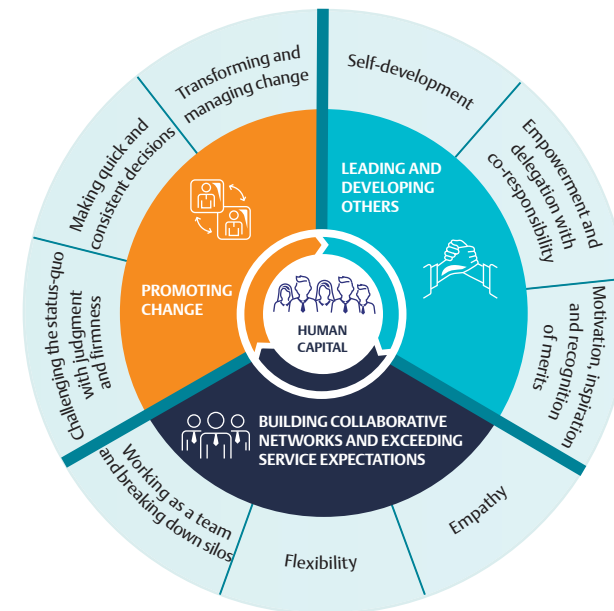 Transforming and
managing change
Self-development
Making quick and
consistent decisions
Empowerment and
delegation with
co-responsibility
LEADING AND
DEVELOPING
OTHERS
Challenging the status-quo
with judgment
and firmness
PROMOTING
CHANGE
HUMAN
CAPITAL
Motivation, inspiration
and recognition
of merits
BUILDING COLLABORATIVE
NETWORKS AND EXCEEDING
SERVICE EXPECTATIONS
Working as a team
and breaking down silos
Flexibility
Empathy